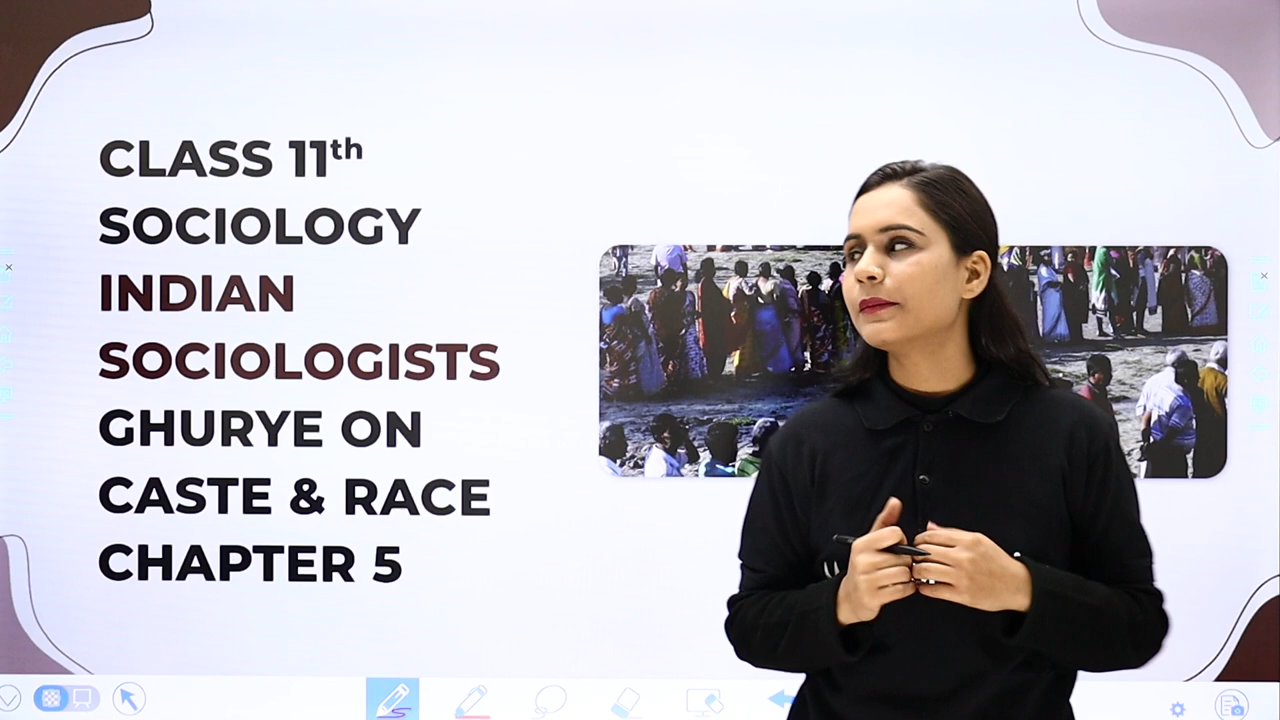 CLASS 11th
SOCIOLOGY
INDIAN
SOCIOLOGISTS
GHURYE ON
CASTE & RACE
CHAPTER 5